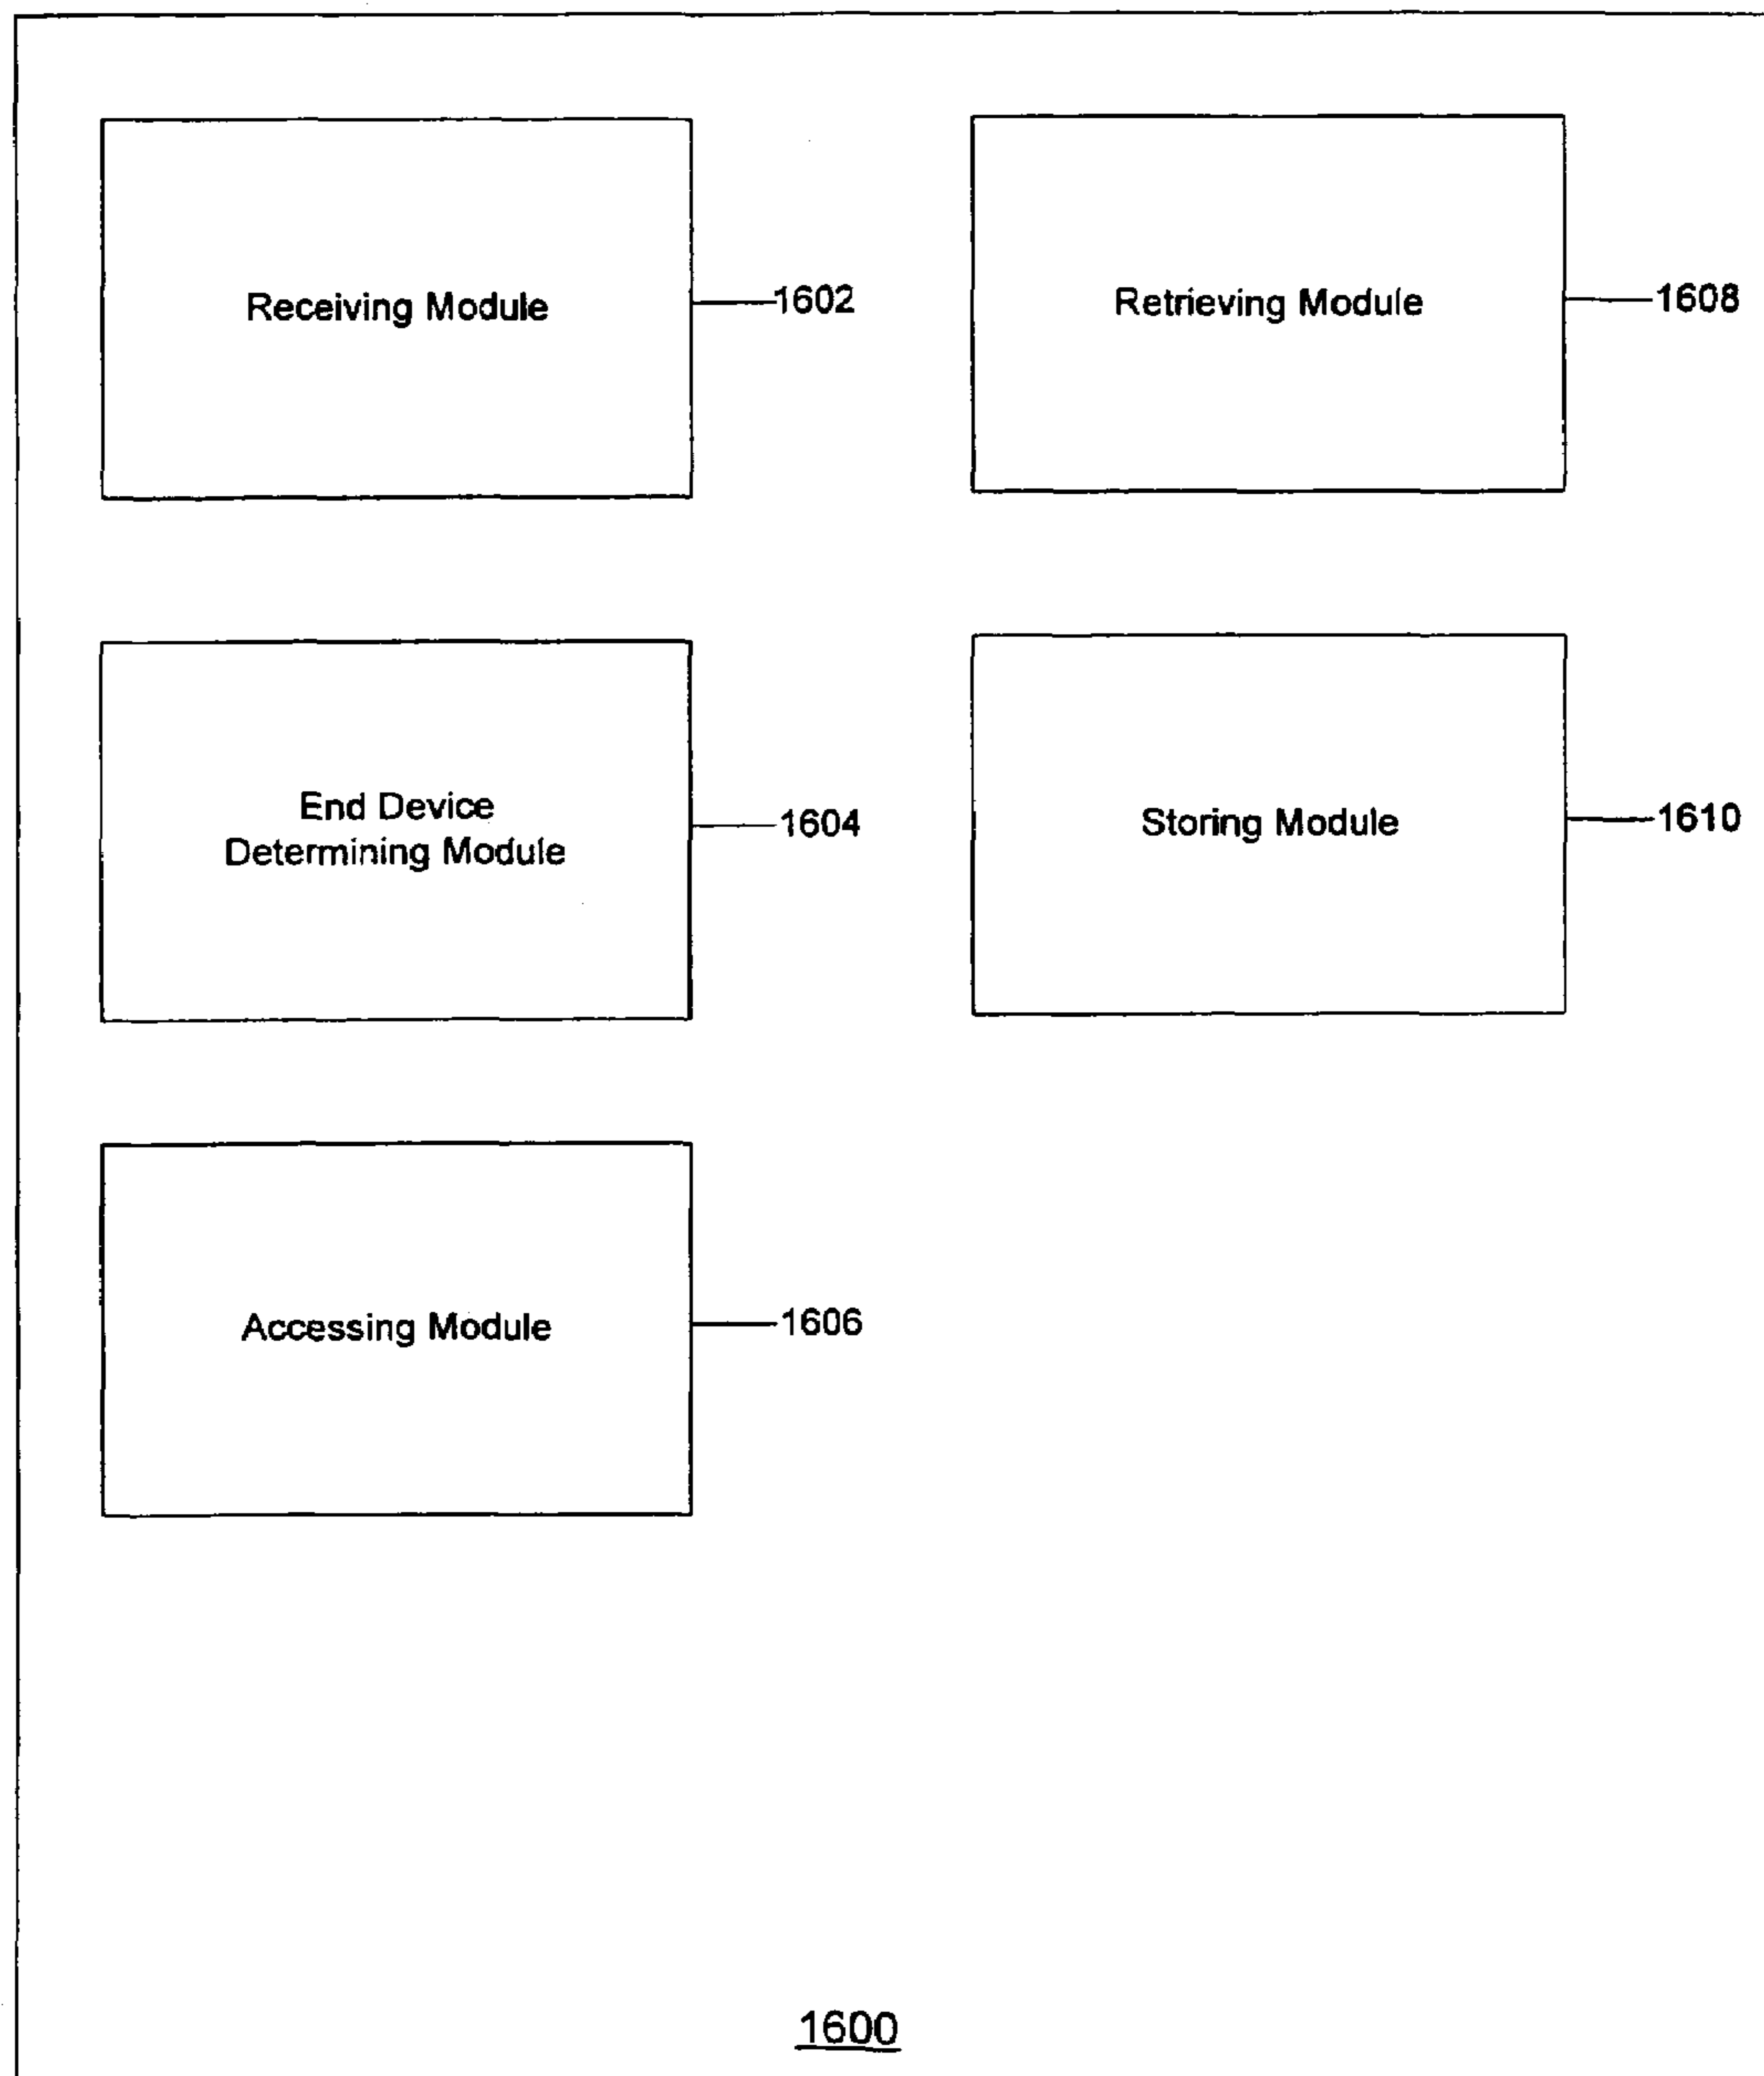 Receiving Module
1602
Retrieving Module
1608
End Device
Determining Module
1604
Storing Module
1610
Accessing Module
1606
1600